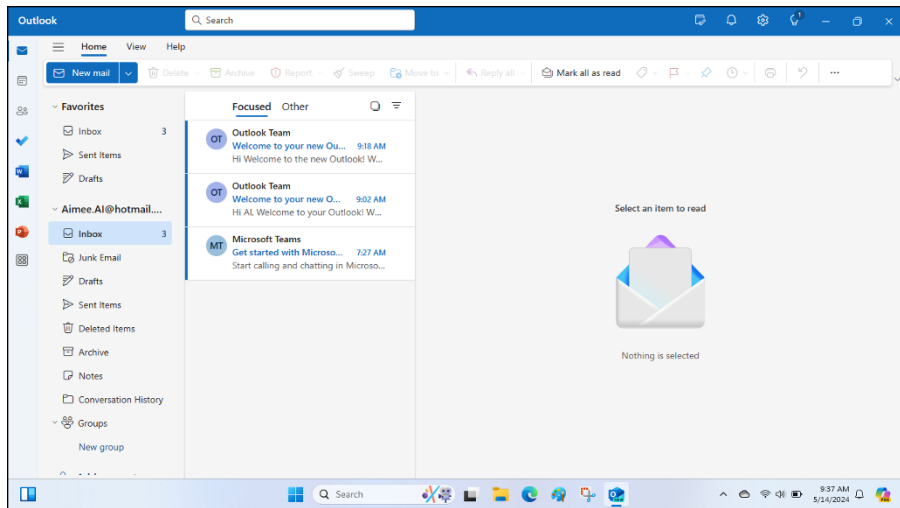 Outlook
Search
1
Home View Help
New mail Delete Archive Report Sweep Move to Reply all Mark all as read ...
Favorites
Inbox 3
Sent Items
Drafts
Aimee.AI@hotmail....
Inbox 3
Junk Email
Drafts
Sent Items
Deleted Items
Archive
Notes
Conversation History
Groups
New group
Focused Other
OT
Outlook Team
Welcome to your new Ou... 9:18 AM
Hi Welcome to the new Outlook! W...
OT
Outlook Team
Welcome to your new O... 9:02 AM
Hi AL Welcome to your Outlook! W...
MT
Microsoft Teams
Get started with Microso... 7:27 AM
Start calling and chatting in Microso...
Select an item to read
Nothing is selected
Search
9:37 AM
5/14/2024